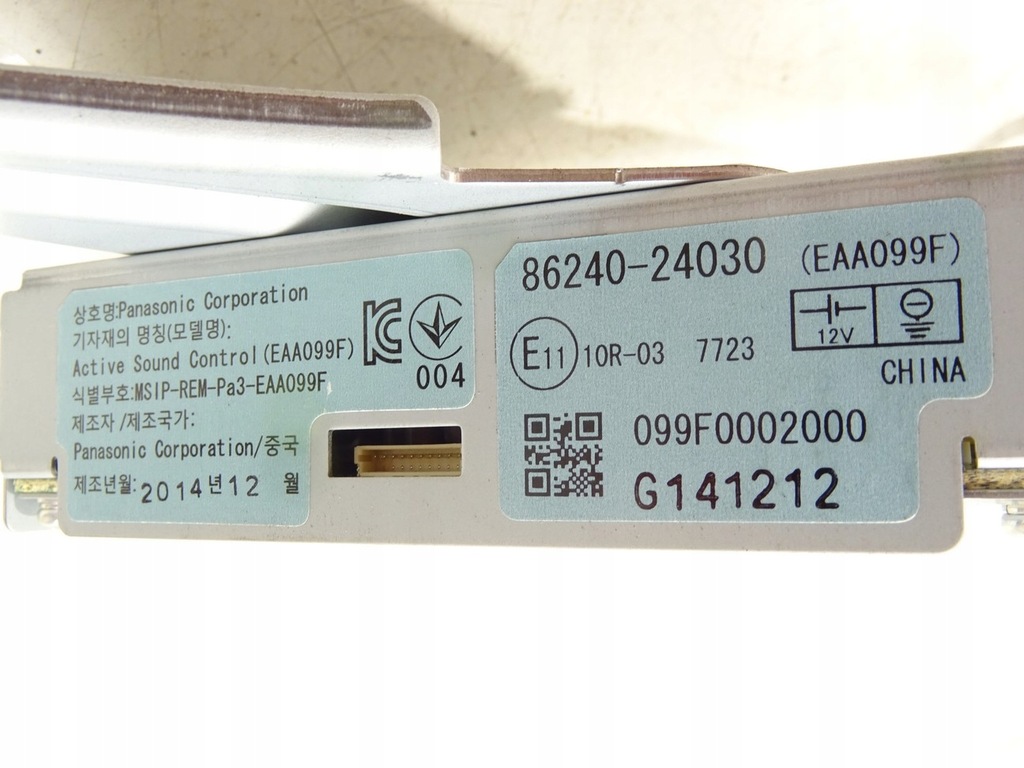 상호명:Panasonic Corporation
기자재의 명칭(모델명):
Active Sound Control(EAA099F)
식별부호:MSIP-REM-Pa3-EAA099F
제조자/제조국가:
Panasonic Corporation/중국
제조년월:2014년12 월
KC
004
86240-24030 (EAA099F)
12V
E11 10R-03 7723
CHINA
099F0002000
G141212